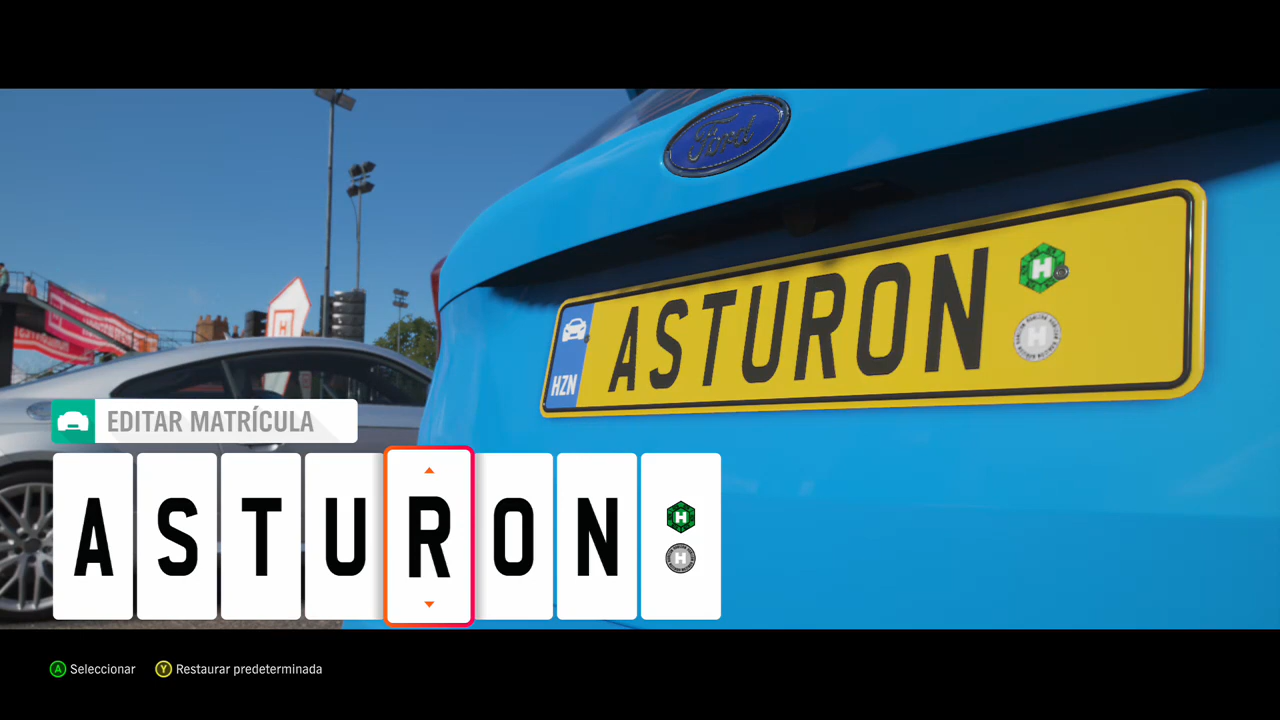 Ford
ASTURON
H
HZN
H
H
EDITAR MATRÍCULA
A S T U R O N
H
H
A Seleccionar Y Restaurar predeterminada